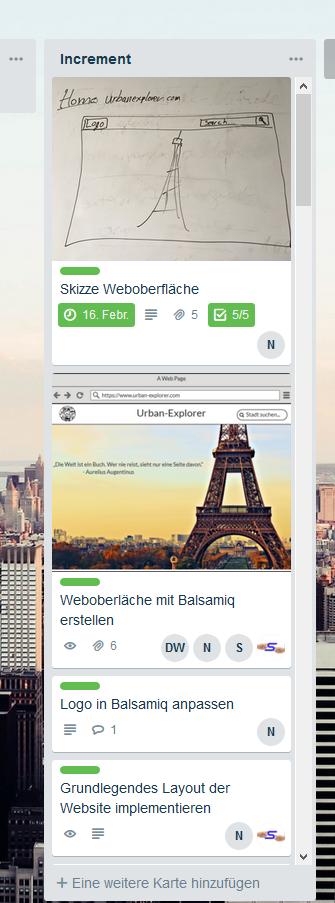 Increment
Home urbanexplorer.com
Logo
Search...
Skizze Weboberfläche
16. Febr.
5
5/5
N
A Web Page
https://www.urban-explorer.com
Urban-Explorer
Stadt suchen...
„Die Welt ist ein Buch. Wer nie reist, sieht nur eine Seite davon.“
- Aurelius Augentinus
Weboberläche mit Balsamiq
erstellen
6
DW
N
S
S
Logo in Balsamiq anpassen
1
N
Grundlegendes Layout der
Website implementieren
N
S
+ Eine weitere Karte hinzufügen